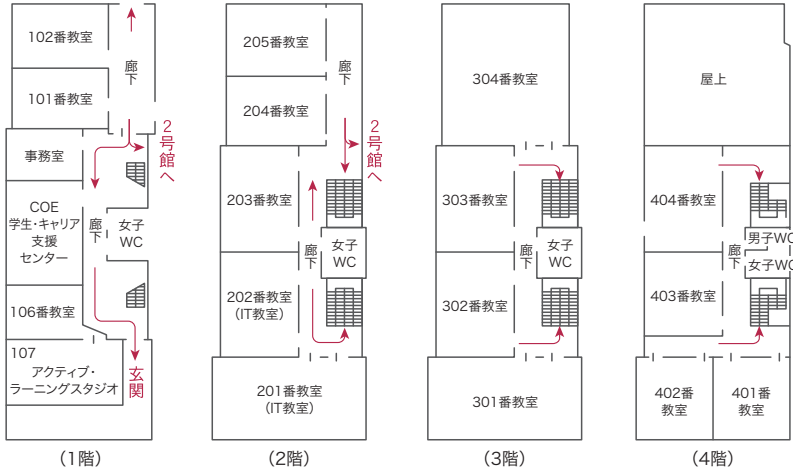 102番教室
廊下
101番教室
2号館へ
事務室
COE
学生・キャリア
支援
センター
廊下
女子
WC
106番教室
107
アクティブ・
ラーニングスタジオ
玄関
(1階)
205番教室
廊下
204番教室
2号館へ
203番教室
廊下
女子
WC
202番教室
(IT教室)
201番教室
(IT教室)
(2階)
304番教室
303番教室
廊下
女子
WC
302番教室
301番教室
(3階)
屋上
404番教室
廊下
男子WC
女子WC
403番教室
402番
教室
401番
教室
(4階)